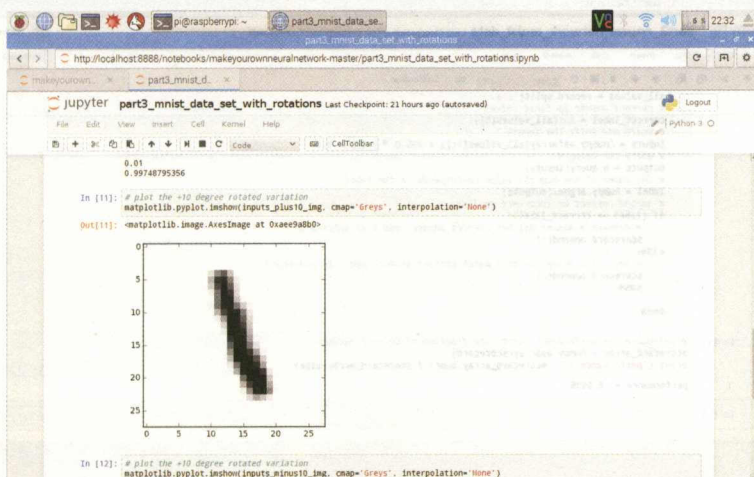 pi@raspberrypi: ~
part3_mnist_data_se...
22:32
part3_mnist_data_set_with_rotations
http://localhost:8888/notebooks/makeyourownneuralnetwork-master/part3_mnist_data_set_with_rotations.ipynb
makeyourown...
part3_mnist_d..
jupyter part3_mnist_data_set_with_rotations Last Checkpoint: 21 hours ago (autosaved)
Logout
File Edit View Insert Cell Kernel Help
Python 3
Code
CellToolbar
0.01
0.99748795356
In [11]: # plot the +10 degree rotated variation
matplotlib.pyplot.imshow(inputs_plus10_img, cmap='Greys', interpolation='None')
Out[11]: <matplotlib.image.AxesImage at 0xaee9a8b0>
0
5
10
15
20
25
0 5 10 15 20 25
In [12]: # plot the +10 degree rotated variation
matplotlib.pyplot.imshow(inputs_minus10_img, cmap='Greys', interpolation='None')